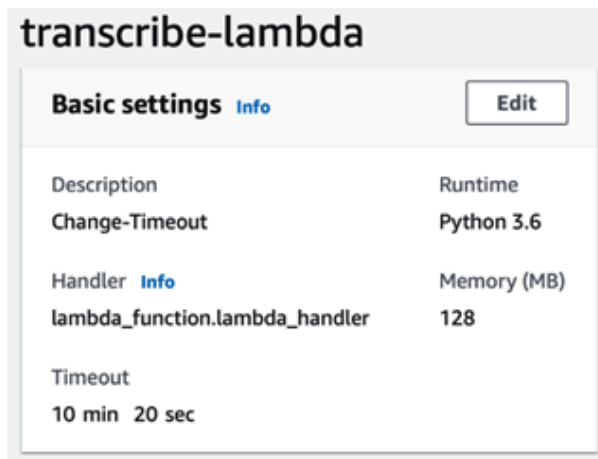 transcribe-lambda
Basic settings Info Edit
Description Runtime
Change-Timeout Python 3.6
Handler Info Memory (MB)
lambda_function.lambda_handler 128
Timeout
10 min 20 sec